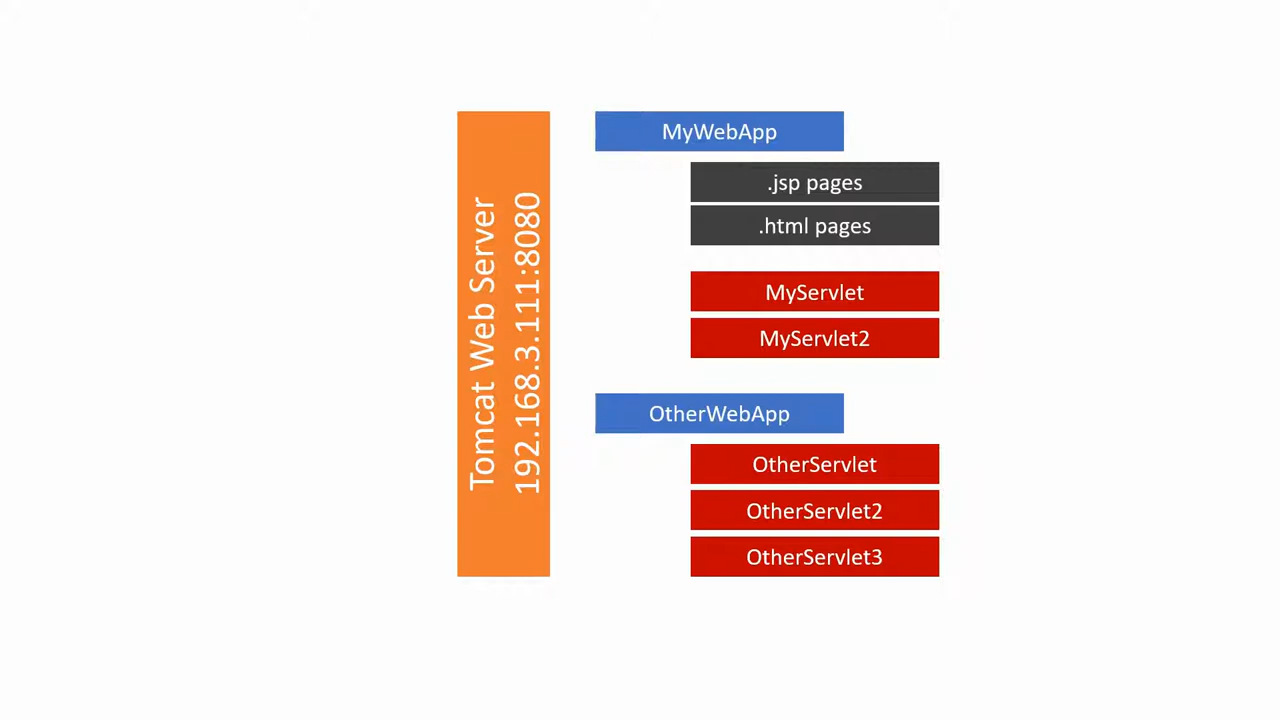 Tomcat Web Server
192.168.3.111:8080
MyWebApp
.jsp pages
.html pages
MyServlet
MyServlet2
OtherWebApp
OtherServlet
OtherServlet2
OtherServlet3